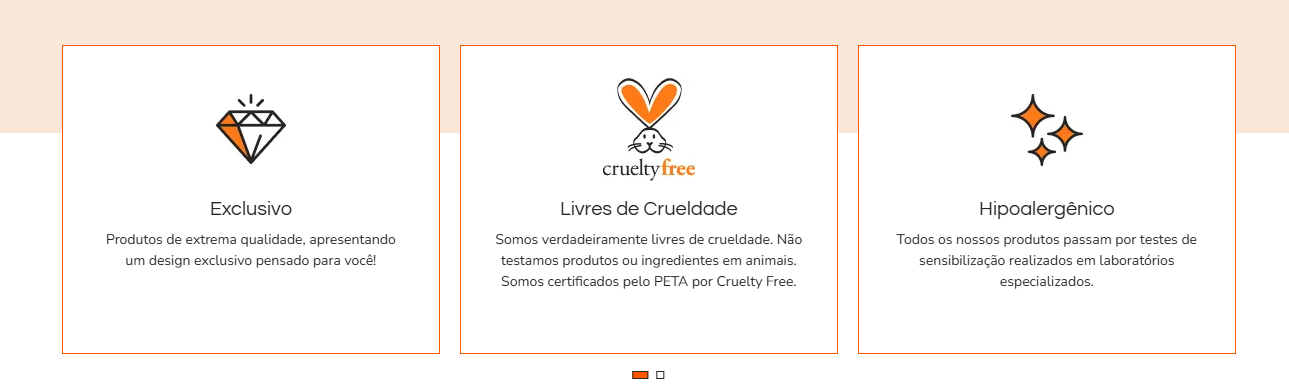 Exclusivo
Produtos de extrema qualidade, apresentando
um design exclusivo pensado para você!
crueltyfree
Livres de Crueldade
Somos verdadeiramente livres de crueldade. Não
testamos produtos ou ingredientes em animais.
Somos certificados pelo PETA por Cruelty Free.
Hipoalergênico
Todos os nossos produtos passam por testes de
sensibilização realizados em laboratórios
especializados.